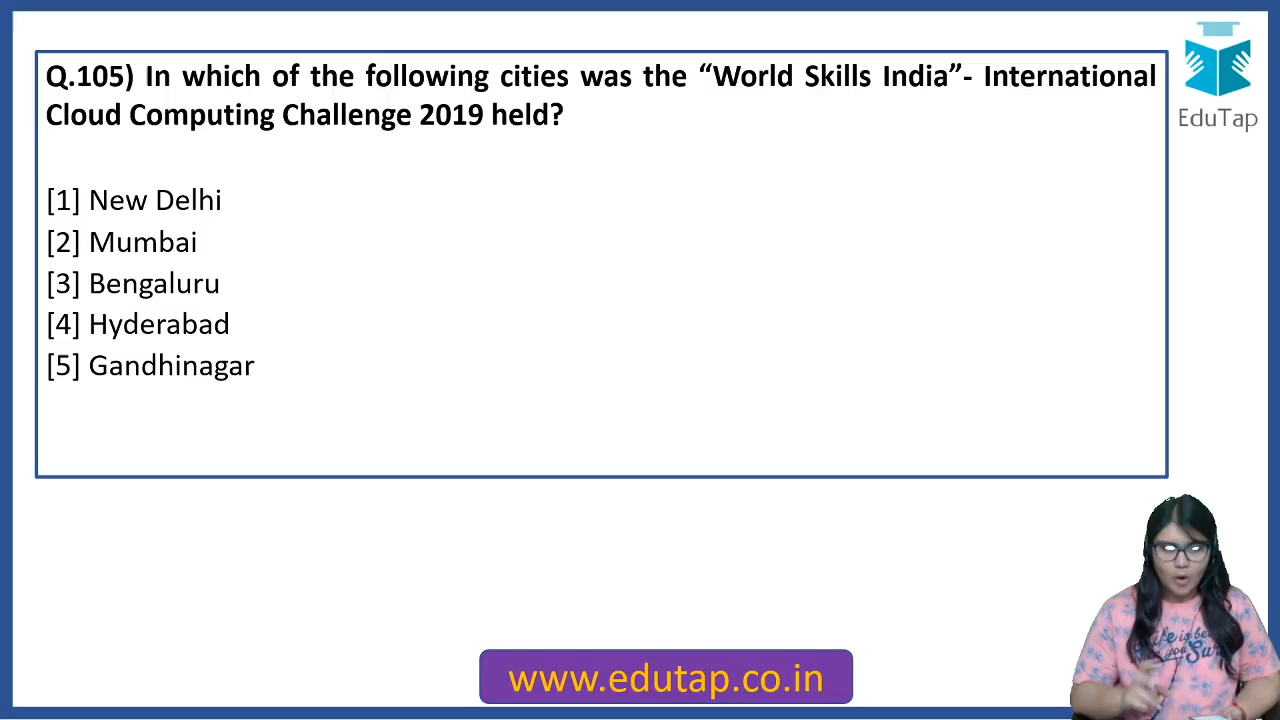 Q.105) In which of the following cities was the “World Skills India”- International
Cloud Computing Challenge 2019 held?
[1] New Delhi
[2] Mumbai
[3] Bengaluru
[4] Hyderabad
[5] Gandhinagar
EduTap
www.edutap.co.in